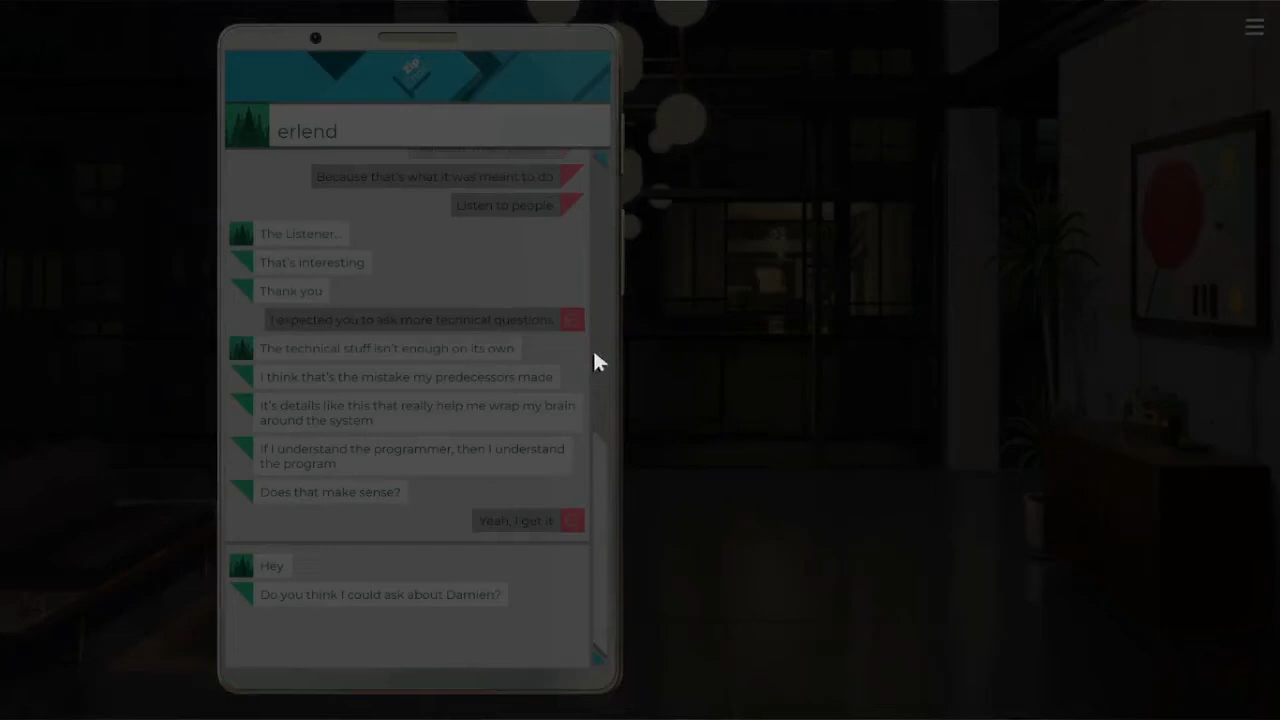 ZIP
erlend
Because that's what it was meant to do
Listen to people
The Listener...
That's interesting
Thank you
I expected you to ask more technical questions
The technical stuff isn't enough on its own
I think that's the mistake my predecessors made
It's details like this that really help me wrap my brain
around the system
If I understand the programmer, then I understand
the program
Does that make sense?
Yeah, I get it
Hey
Do you think I could ask about Damien?